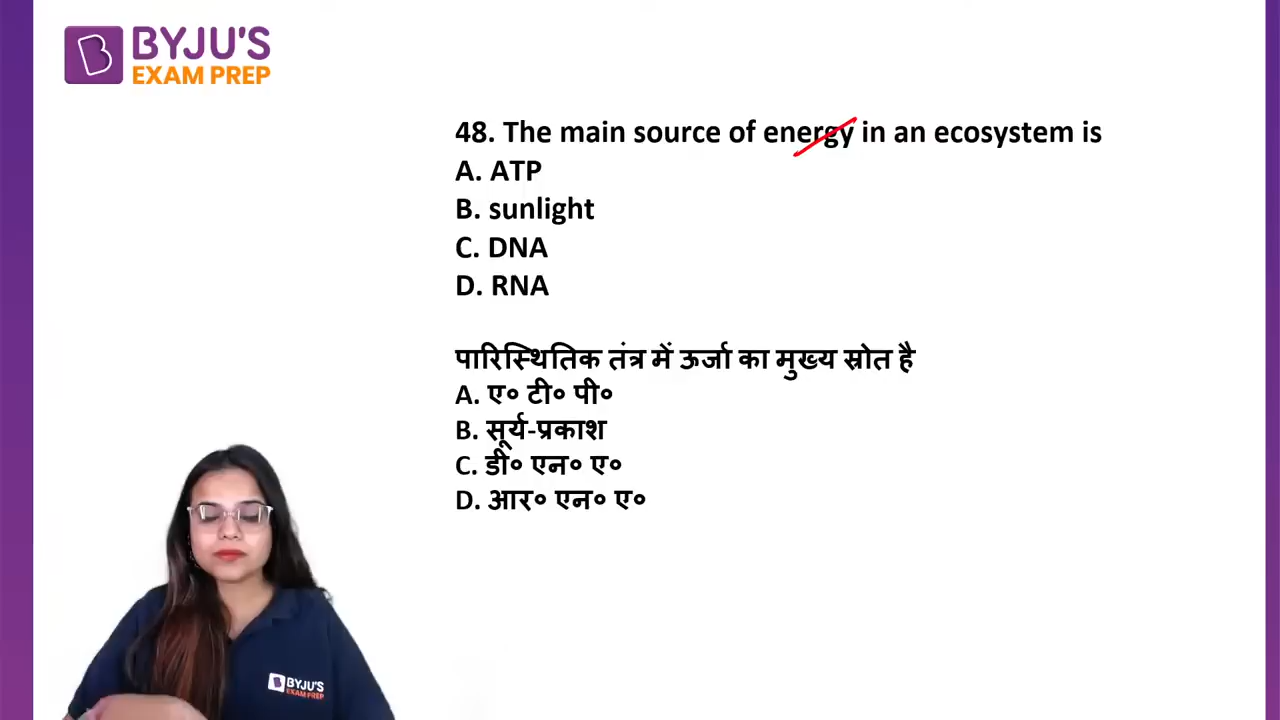 BYJU'S
EXAM PREP
48. The main source of energy in an ecosystem is
A. ATP
B. sunlight
C. DNA
D. RNA
पारिस्थितिक तंत्र में ऊर्जा का मुख्य स्रोत है
A. ए॰ टी॰ पी॰
B. सूर्य-प्रकाश
C. डी॰ एन॰ ए॰
D. आर॰ एन॰ ए॰
BYJU'S
EXAM PREP